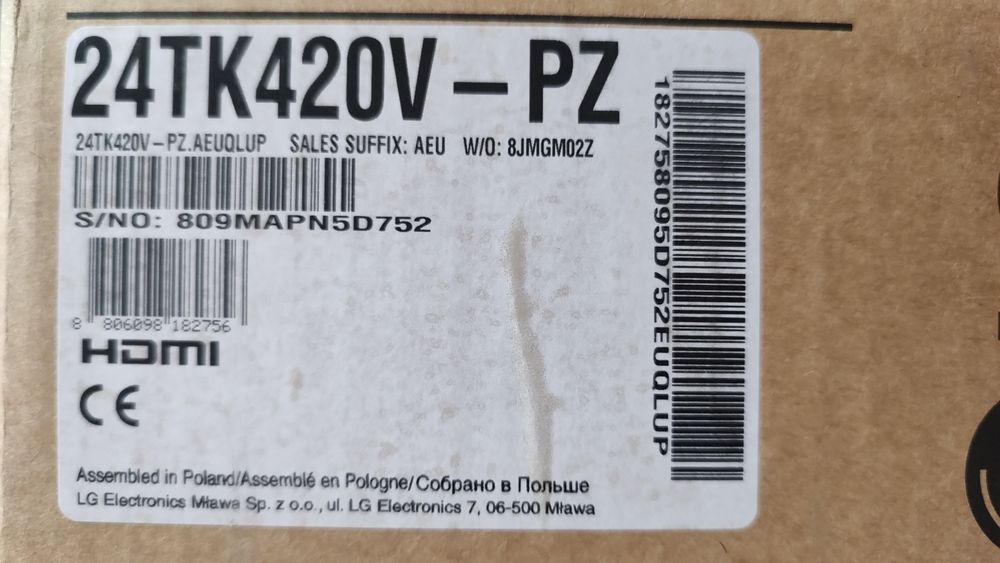 24TK420V-PZ
24TK420V-PZ.AEUQLUP SALES SUFFIX: AEU W/O: 8JMGM02Z
S/NO: 809MAPN5D752
8 806098 182756
HDMI
CE
Assembled in Poland/Assemblé en Pologne/Собрано в Польше
LG Electronics Mława Sp. z o.o., ul. LG Electronics 7, 06-500 Mława
182758095D752EUQLUP